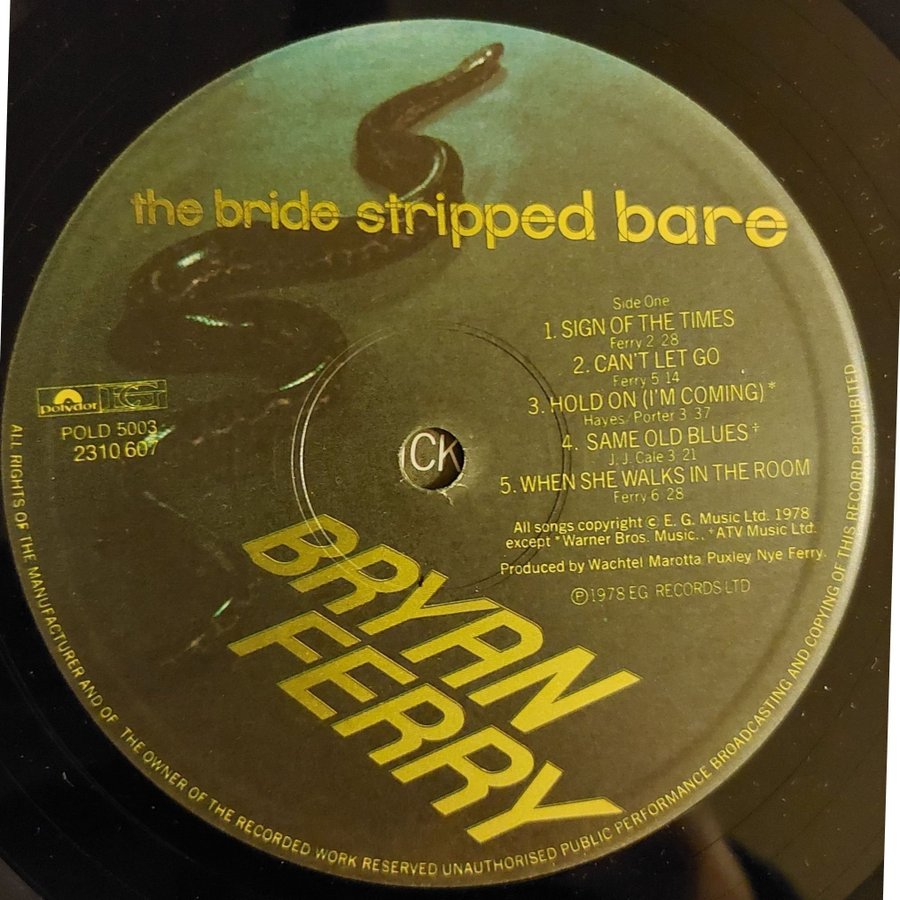 the bride stripped bare
Side One
1. SIGN OF THE TIMES
Ferry 2 28
2. CAN'T LET GO
Ferry 5 14
3. HOLD ON (I'M COMING)*
Hayes/Porter 3 37
4. SAME OLD BLUES+
J. J. Cale 3 21
5. WHEN SHE WALKS IN THE ROOM
Ferry 6 28
All songs copyright © E. G. Music Ltd. 1978
except *Warner Bros. Music., +ATV Music Ltd.
Produced by Wachtel Marotta Puxley Nye Ferry.
℗1978 EG RECORDS LTD
polydor EG
POLD 5003
2310 607
CK
BRYAN
FERRY
ALL RIGHTS OF THE MANUFACTURER AND OF THE OWNER OF THE RECORDED WORK RESERVED UNAUTHORISED PUBLIC PERFORMANCE BROADCASTING AND COPYING OF THIS RECORD PROHIBITED